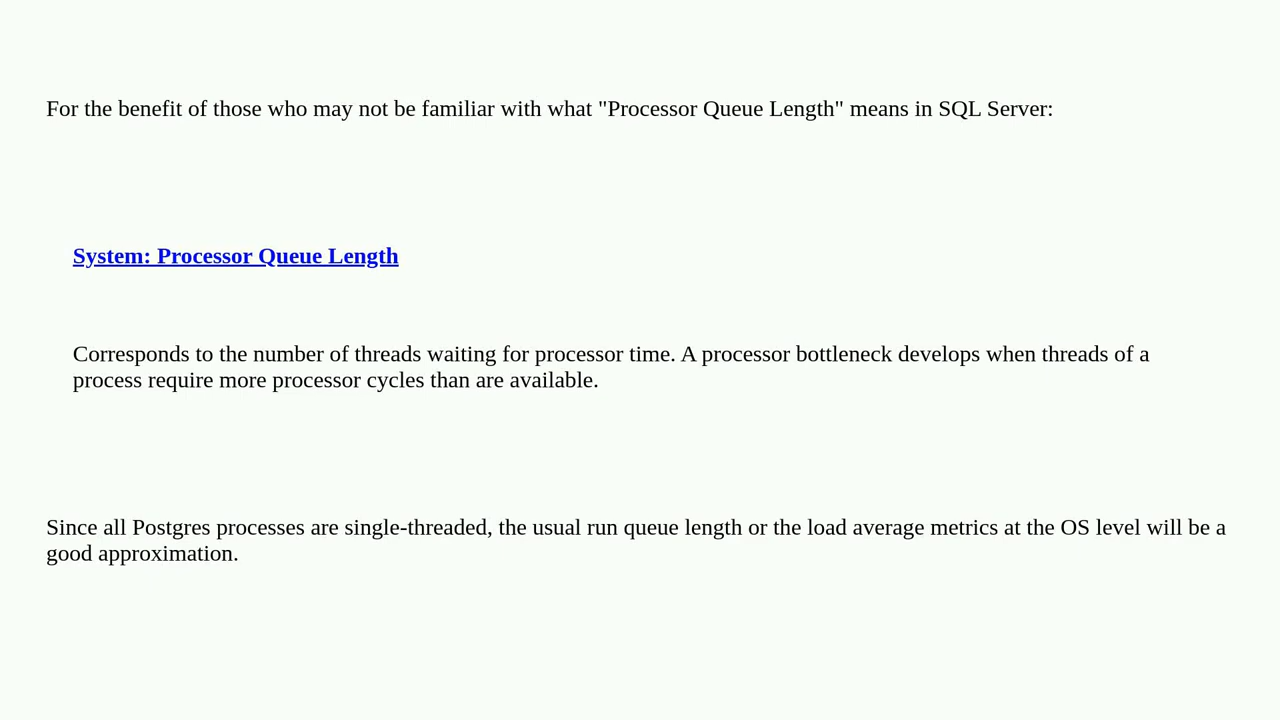 For the benefit of those who may not be familiar with what "Processor Queue Length" means in SQL Server:
System: Processor Queue Length
Corresponds to the number of threads waiting for processor time. A processor bottleneck develops when threads of a
process require more processor cycles than are available.
Since all Postgres processes are single-threaded, the usual run queue length or the load average metrics at the OS level will be a
good approximation.